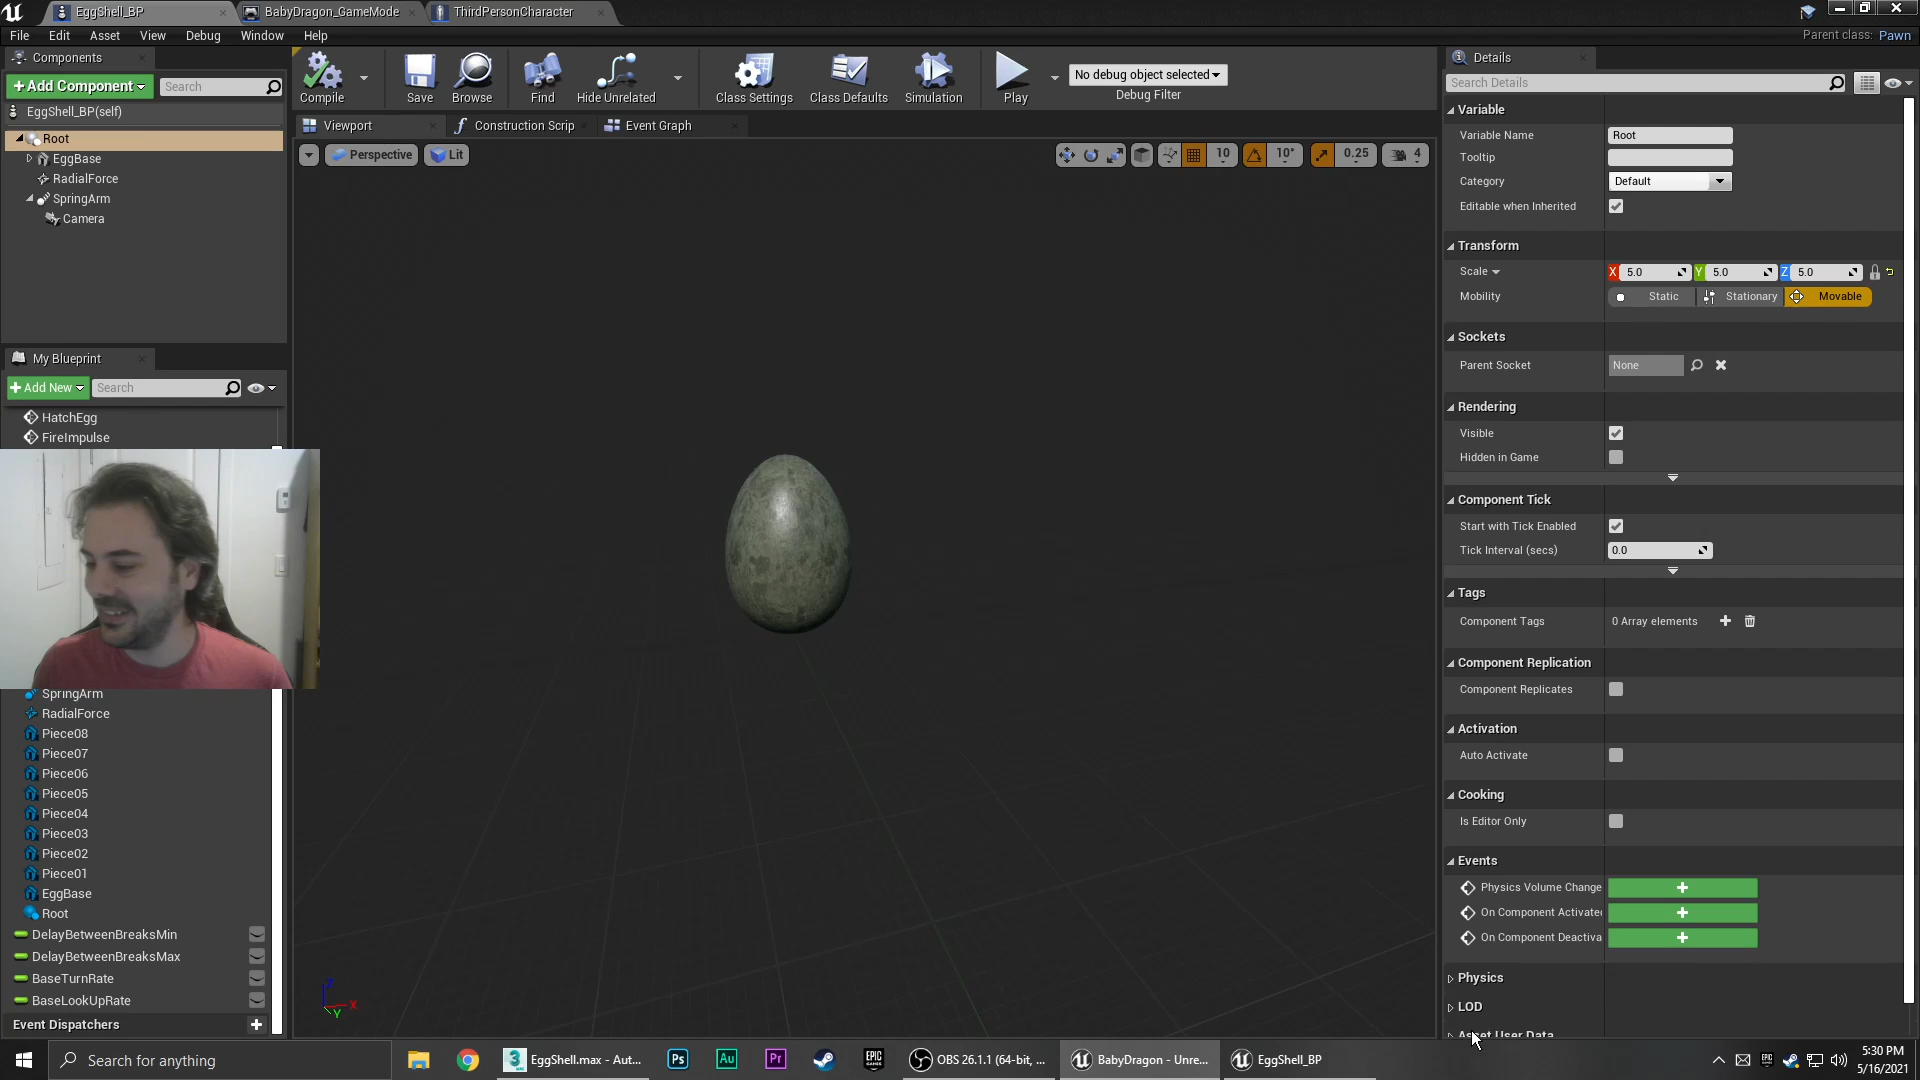 EggShell_BP
BabyDragon_GameMode
ThirdPersonCharacter
File Edit Asset View Debug Window Help
Parent class: Pawn
Components
+Add Component
Search
EggShell_BP(self)
Root
EggBase
RadialForce
SpringArm
Camera
My Blueprint
+Add New
Search
HatchEgg
FireImpulse
SpringArm
RadialForce
Piece08
Piece07
Piece06
Piece05
Piece04
Piece03
Piece02
Piece01
EggBase
Root
DelayBetweenBreaksMin
DelayBetweenBreaksMax
BaseTurnRate
BaseLookUpRate
Event Dispatchers
Compile
Save
Browse
Find
Hide Unrelated
Class Settings
Class Defaults
Simulation
Play
No debug object selected
Debug Filter
Viewport
Construction Scrip
Event Graph
Perspective
Lit
10
10°
0.25
4
Z
X
Y
Details
Search Details
Variable
Variable Name Root
Tooltip
Category Default
Editable when Inherited
Transform
Scale X 5.0 Y 5.0 Z 5.0
Mobility Static Stationary Movable
Sockets
Parent Socket None
Rendering
Visible
Hidden in Game
Component Tick
Start with Tick Enabled
Tick Interval (secs) 0.0
Tags
Component Tags 0 Array elements
Component Replication
Component Replicates
Activation
Auto Activate
Cooking
Is Editor Only
Events
Physics Volume Change
On Component Activate
On Component Deactiva
Physics
LOD
Asset User Data
Search for anything
EggShell.max - Aut...
Ps
Au
Pr
EPIC GAMES
OBS 26.1.1 (64-bit, ...
BabyDragon - Unre...
EggShell_BP
5:30 PM
5/16/2021